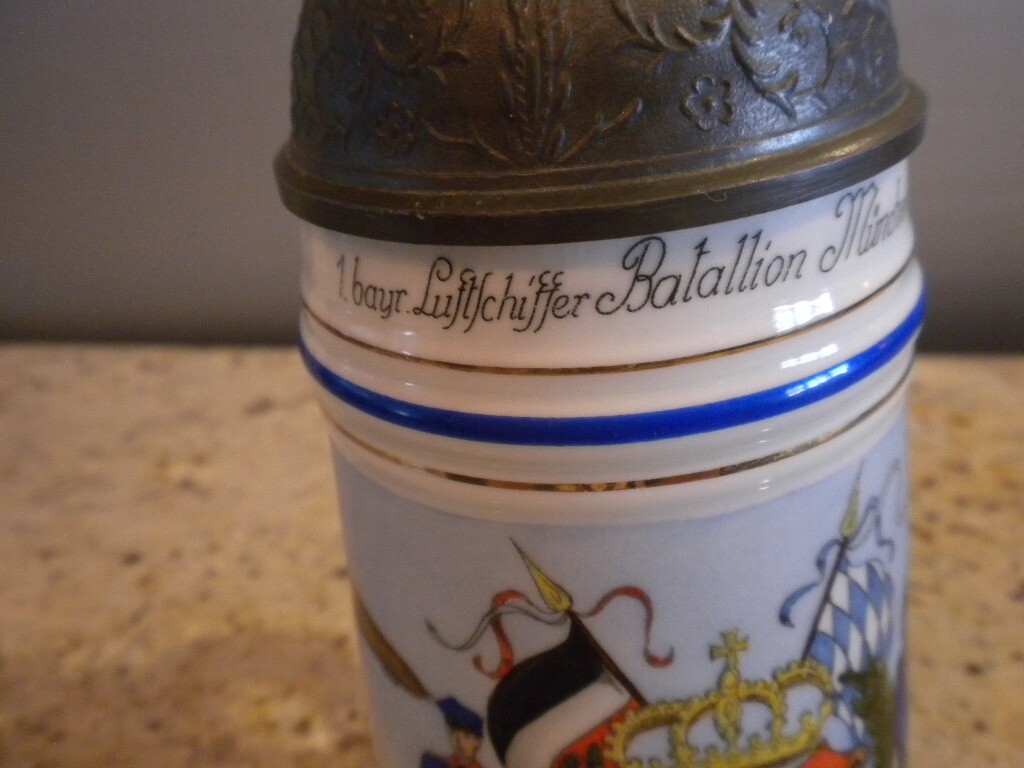 1. bayr. Luftschiffer Batallion